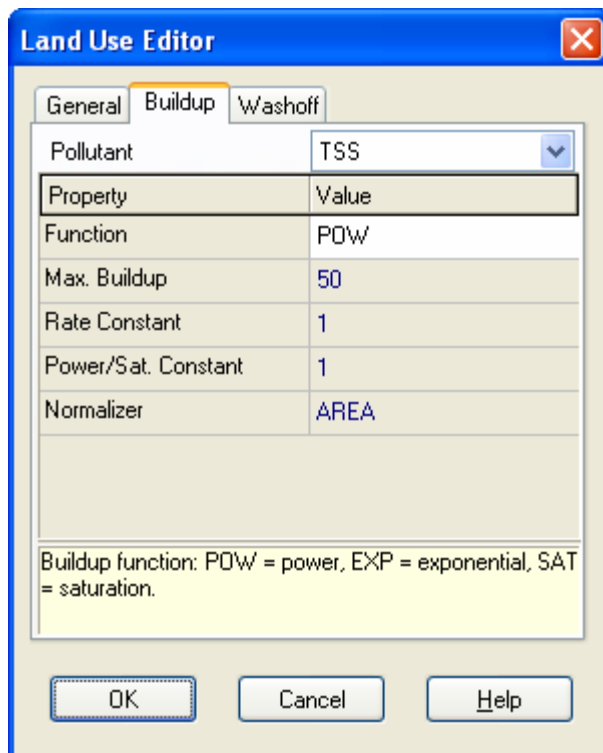 Land Use Editor
General Buildup Washoff
Pollutant TSS
Property Value
Function POW
Max. Buildup 50
Rate Constant 1
Power/Sat. Constant 1
Normalizer AREA
Buildup function: POW = power, EXP = exponential, SAT
= saturation.
OK Cancel Help